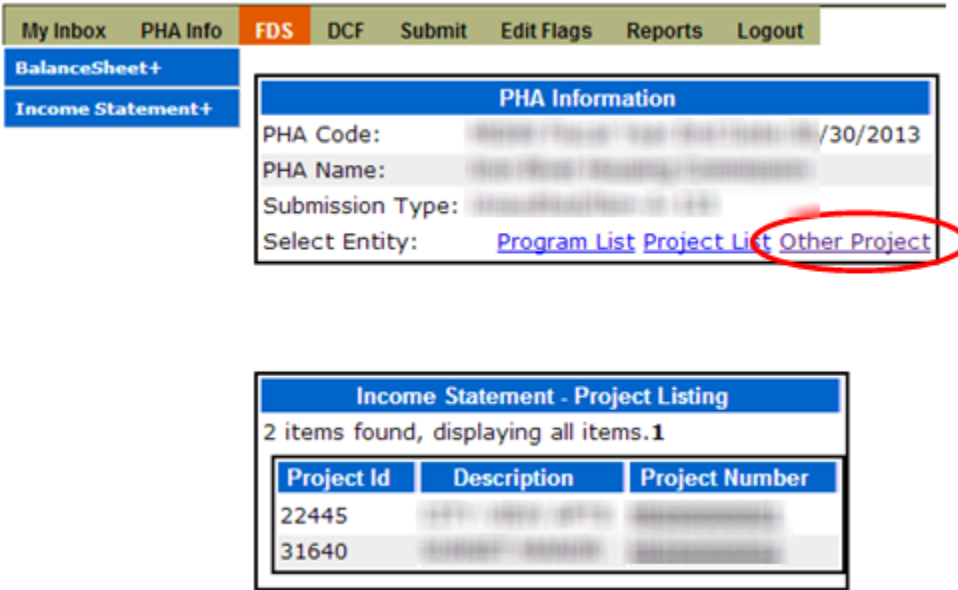 My Inbox PHA Info FDS DCF Submit Edit Flags Reports Logout
BalanceSheet+
Income Statement+
PHA Information
PHA Code: /30/2013
PHA Name:
Submission Type:
Select Entity: Program List Project List Other Project
Income Statement - Project Listing
2 items found, displaying all items.1
Project Id Description Project Number
22445
31640